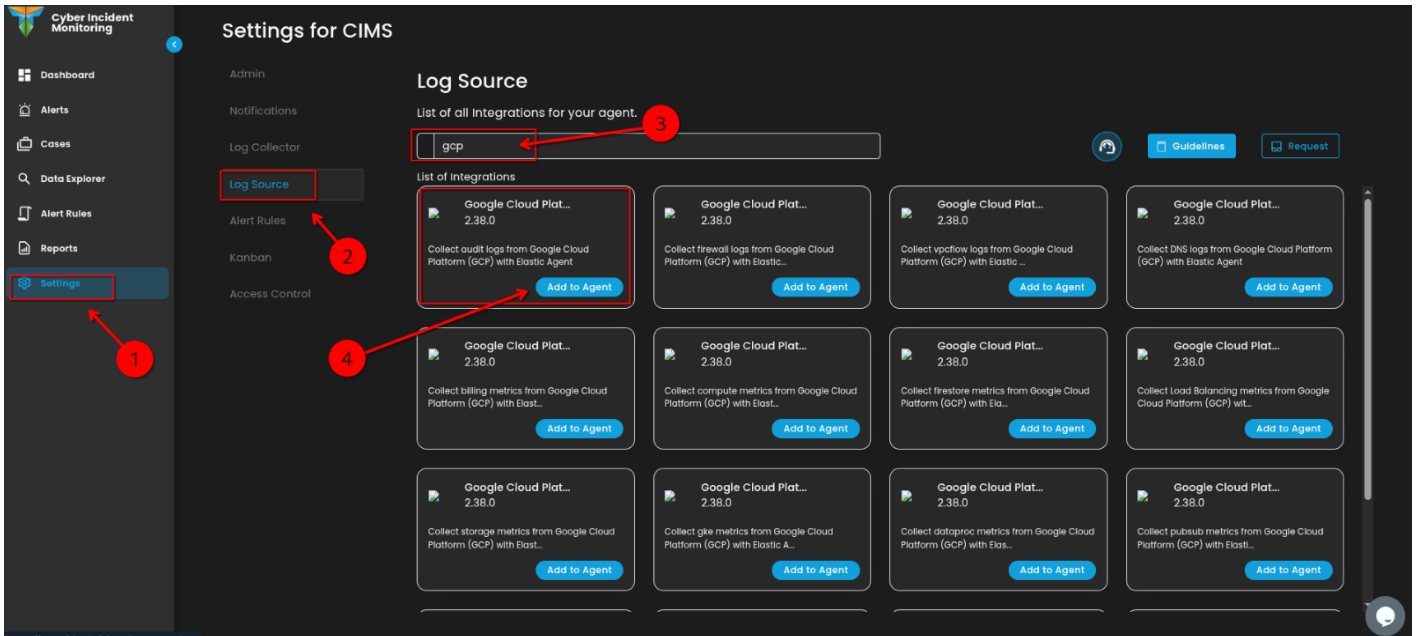 Cyber Incident
Monitoring
Dashboard
Alerts
Cases
Data Explorer
Alert Rules
Reports
Settings
1
Settings for CIMS
Admin
Notifications
Log Collector
Log Source
Alert Rules
Kanban
Access Control
2
Log Source
List of all Integrations for your agent.
3
gcp
Guidelines
Request
List of Integrations
Google Cloud Plat...
2.38.0
Collect audit logs from Google Cloud
Platform (GCP) with Elastic Agent
Add to Agent
Google Cloud Plat...
2.38.0
Collect firewall logs from Google Cloud
Platform (GCP) with Elastic...
Add to Agent
Google Cloud Plat...
2.38.0
Collect vpcflow logs from Google Cloud
Platform (GCP) with Elastic ...
Add to Agent
Google Cloud Plat...
2.38.0
Collect DNS logs from Google Cloud Platform
(GCP) with Elastic Agent
Add to Agent
4
Google Cloud Plat...
2.38.0
Collect billing metrics from Google Cloud
Platform (GCP) with Elast...
Add to Agent
Google Cloud Plat...
2.38.0
Collect compute metrics from Google Cloud
Platform (GCP) with Elast...
Add to Agent
Google Cloud Plat...
2.38.0
Collect firestore metrics from Google Cloud
Platform (GCP) with Ela...
Add to Agent
Google Cloud Plat...
2.38.0
Collect Load Balancing metrics from Google
Cloud Platform (GCP) wit...
Add to Agent
Google Cloud Plat...
2.38.0
Collect storage metrics from Google Cloud
Platform (GCP) with Elast...
Add to Agent
Google Cloud Plat...
2.38.0
Collect gke metrics from Google Cloud
Platform (GCP) with Elastic A...
Add to Agent
Google Cloud Plat...
2.38.0
Collect dataproc metrics from Google Cloud
Platform (GCP) with Elas...
Add to Agent
Google Cloud Plat...
2.38.0
Collect pubsub metrics from Google Cloud
Platform (GCP) with Elasti...
Add to Agent